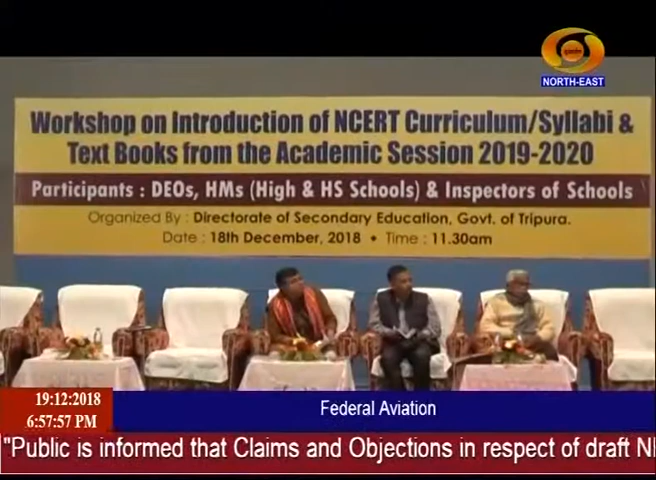 NORTH-EAST
Workshop on Introduction of NCERT Curriculum/Syllabi &
Text Books from the Academic Session 2019-2020
Participants : DEOs, HMs (High & HS Schools) & Inspectors of Schools
Organized By : Directorate of Secondary Education, Govt. of Tripura.
Date : 18th December, 2018 • Time : 11.30am
19:12:2018
6:57:57 PM
Federal Aviation
"Public is informed that Claims and Objections in respect of draft